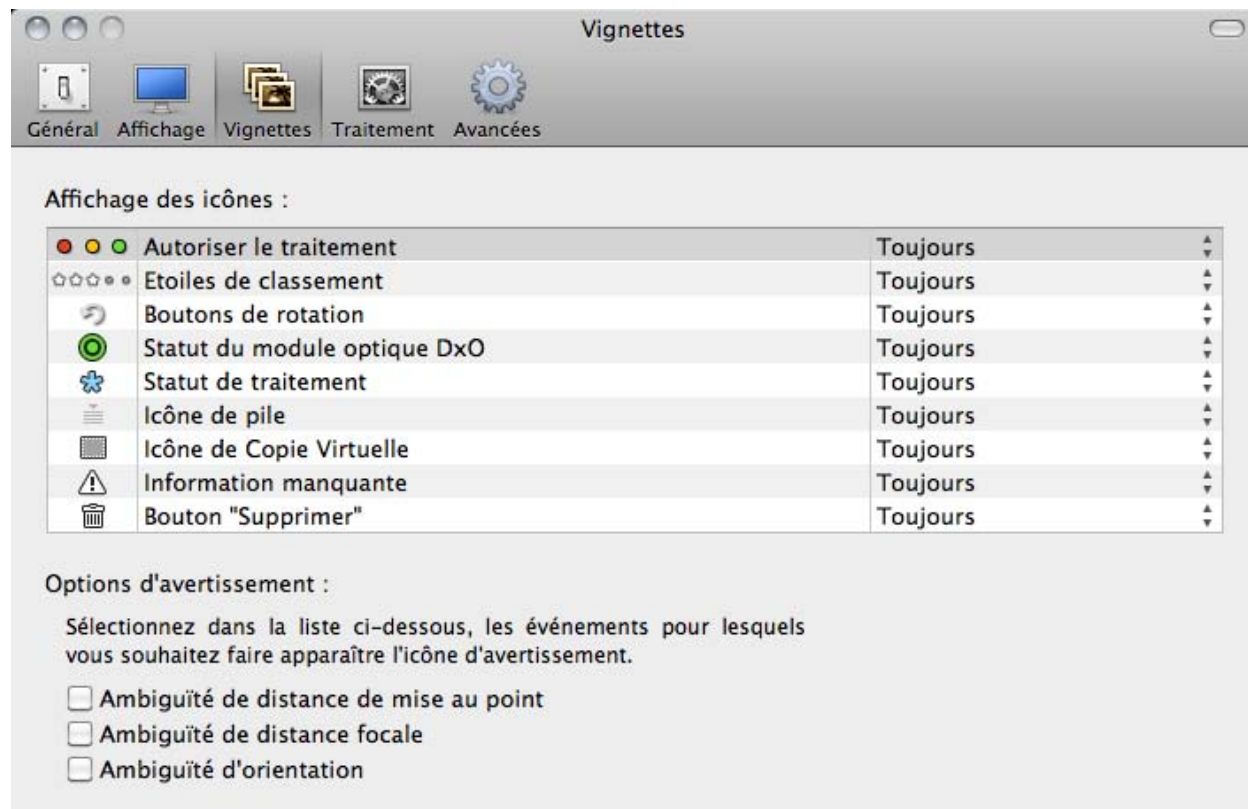 Vignettes
Général Affichage Vignettes Traitement Avancées
Affichage des icônes :
Autoriser le traitement Toujours
Etoiles de classement Toujours
Boutons de rotation Toujours
Statut du module optique DxO Toujours
Statut de traitement Toujours
Icône de pile Toujours
Icône de Copie Virtuelle Toujours
Information manquante Toujours
Bouton "Supprimer" Toujours
Options d'avertissement :
Sélectionnez dans la liste ci-dessous, les événements pour lesquels
vous souhaitez faire apparaître l'icône d'avertissement.
Ambiguïté de distance de mise au point
Ambiguïté de distance focale
Ambiguïté d'orientation